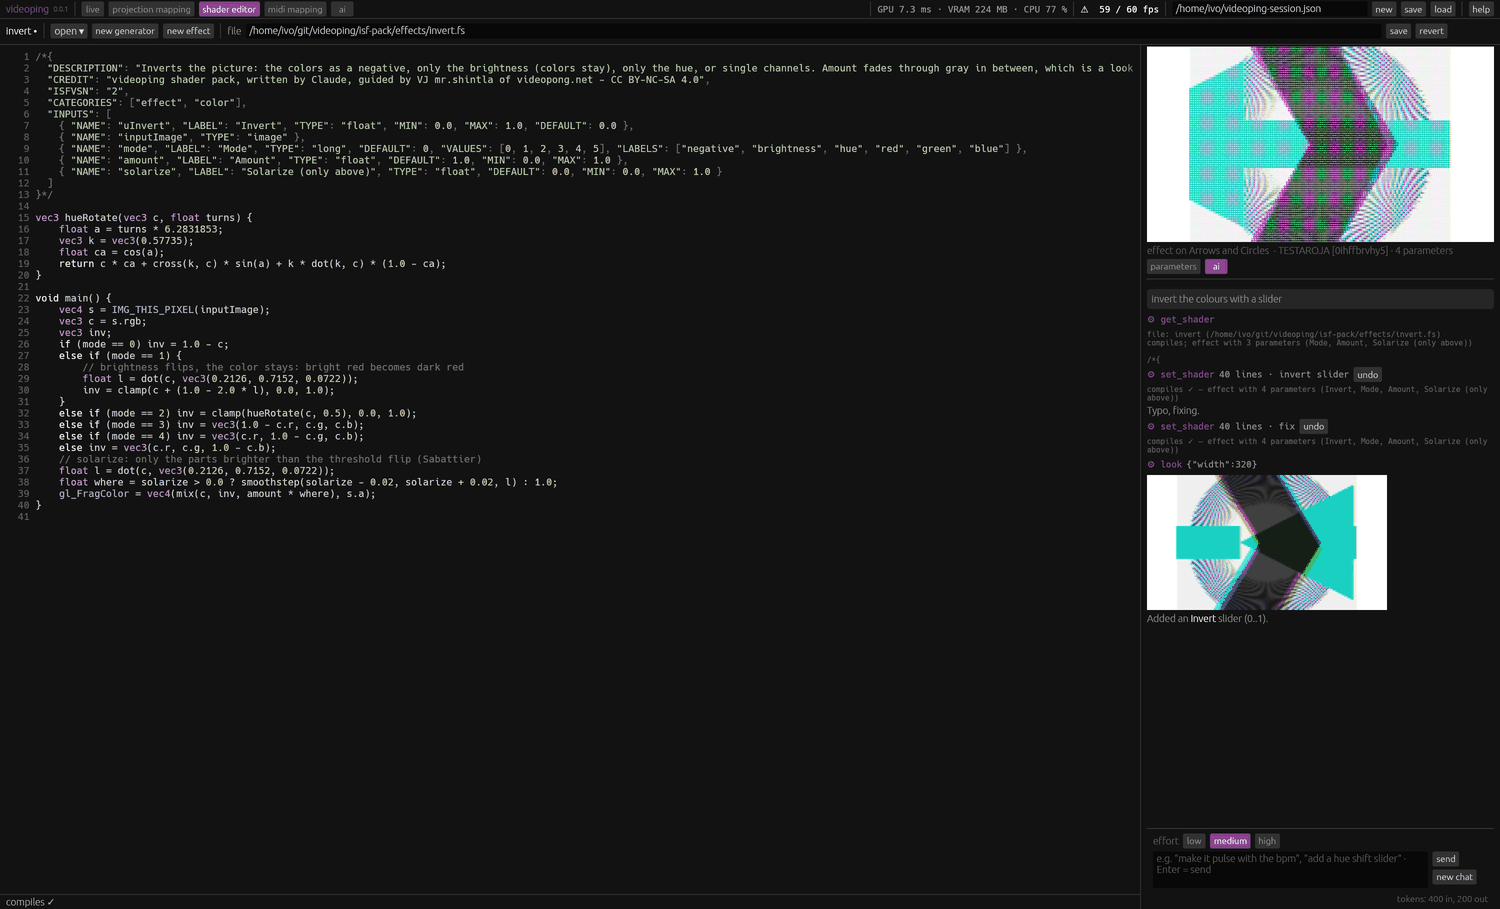 videoping 0.0.1 live projection mapping shader editor midi mapping ai GPU 7.3 ms · VRAM 224 MB · CPU 77 % ⚠ 59 / 60 fps /home/ivo/videoping-session.json new save load help
Invert • open ▾ new generator new effect file /home/ivo/git/videoping/isf-pack/effects/invert.fs save revert
1 /*{
2 "DESCRIPTION": "Inverts the picture: the colors as a negative, only the brightness (colors stay), only the hue, or single channels. Amount fades through gray in between, which is a look
3 "CREDIT": "videoping shader pack, written by Claude, guided by VJ mr.shintla of videopong.net - CC BY-NC-SA 4.0",
4 "ISFVSN": "2",
5 "CATEGORIES": ["effect", "color"],
6 "INPUTS": [
7 { "NAME": "uInvert", "LABEL": "Invert", "TYPE": "float", "MIN": 0.0, "MAX": 1.0, "DEFAULT": 0.0 },
8 { "NAME": "inputImage", "TYPE": "image" },
9 { "NAME": "mode", "LABEL": "Mode", "TYPE": "long", "DEFAULT": 0, "VALUES": [0, 1, 2, 3, 4, 5], "LABELS": ["negative", "brightness", "hue", "red", "green", "blue"] },
10 { "NAME": "amount", "LABEL": "Amount", "TYPE": "float", "DEFAULT": 1.0, "MIN": 0.0, "MAX": 1.0 },
11 { "NAME": "solarize", "LABEL": "Solarize (only above)", "TYPE": "float", "DEFAULT": 0.0, "MIN": 0.0, "MAX": 1.0 }
12 ]
13 }*/
14
15 vec3 hueRotate(vec3 c, float turns) {
16 float a = turns * 6.2831853;
17 vec3 k = vec3(0.57735);
18 float ca = cos(a);
19 return c * ca + cross(k, c) * sin(a) + k * dot(k, c) * (1.0 - ca);
20 }
21
22 void main() {
23 vec4 s = IMG_THIS_PIXEL(inputImage);
24 vec3 c = s.rgb;
25 vec3 inv;
26 if (mode == 0) inv = 1.0 - c;
27 else if (mode == 1) {
28 // brightness flips, the color stays: bright red becomes dark red
29 float l = dot(c, vec3(0.2126, 0.7152, 0.0722));
30 inv = clamp(c + (1.0 - 2.0 * l), 0.0, 1.0);
31 }
32 else if (mode == 2) inv = clamp(hueRotate(c, 0.5), 0.0, 1.0);
33 else if (mode == 3) inv = vec3(1.0 - c.r, c.g, c.b);
34 else if (mode == 4) inv = vec3(c.r, 1.0 - c.g, c.b);
35 else inv = vec3(c.r, c.g, 1.0 - c.b);
36 // solarize: only the parts brighter than the threshold flip (Sabattier)
37 float l = dot(c, vec3(0.2126, 0.7152, 0.0722));
38 float where = solarize > 0.0 ? smoothstep(solarize - 0.02, solarize + 0.02, l) : 1.0;
39 gl_FragColor = vec4(mix(c, inv, amount * where), s.a);
40 }
41
compiles ✓
effect on Arrows and Circles - TESTAROJA [0ihffbrvhy5] · 4 parameters
parameters ai
invert the colours with a slider
⚙ get_shader
file: invert (/home/ivo/git/videoping/isf-pack/effects/invert.fs)
compiles; effect with 3 parameters (Mode, Amount, Solarize (only above))
/*{
⚙ set_shader 40 lines · invert slider undo
compiles ✓ — effect with 4 parameters (Invert, Mode, Amount, Solarize (only
above))
Typo, fixing.
⚙ set_shader 40 lines · fix undo
compiles ✓ — effect with 4 parameters (Invert, Mode, Amount, Solarize (only
above))
⚙ look {"width":320}
Added an Invert slider (0..1).
effort low medium high
e.g. "make it pulse with the bpm", "add a hue shift slider" ·
Enter = send
send
new chat
tokens: 400 in, 200 out